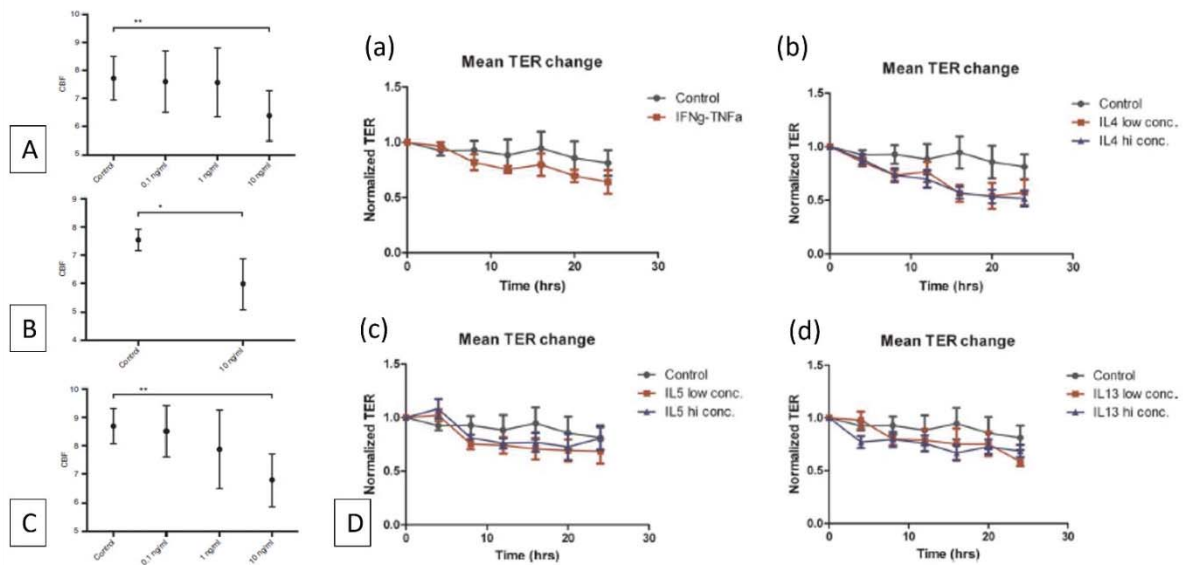 A
10
9
8
7
6
5
CBF
**
Control
0.1 ng/ml
1 ng/ml
10 ng/ml
B
8
7
6
5
4
CBF
*
Control
10 ng/ml
C
10
9
8
7
6
5
CBF
**
Control
0.1 ng/ml
1 ng/ml
10 ng/ml
D
(a)
Mean TER change
1.5
1.0
0.5
0.0
Normalized TER
Control
IFNg-TNFa
0 10 20 30
Time (hrs)
(b)
Mean TER change
1.5
1.0
0.5
0.0
Normalized TER
Control
IL4 low conc.
IL4 hi conc.
0 10 20 30
Time (hrs)
(c)
Mean TER change
1.5
1.0
0.5
0.0
Normalized TER
Control
IL5 low conc.
IL5 hi conc.
0 10 20 30
Time (hrs)
(d)
Mean TER change
1.5
1.0
0.5
0.0
Normalized TER
Control
IL13 low conc.
IL13 hi conc.
0 10 20 30
Time (hrs)